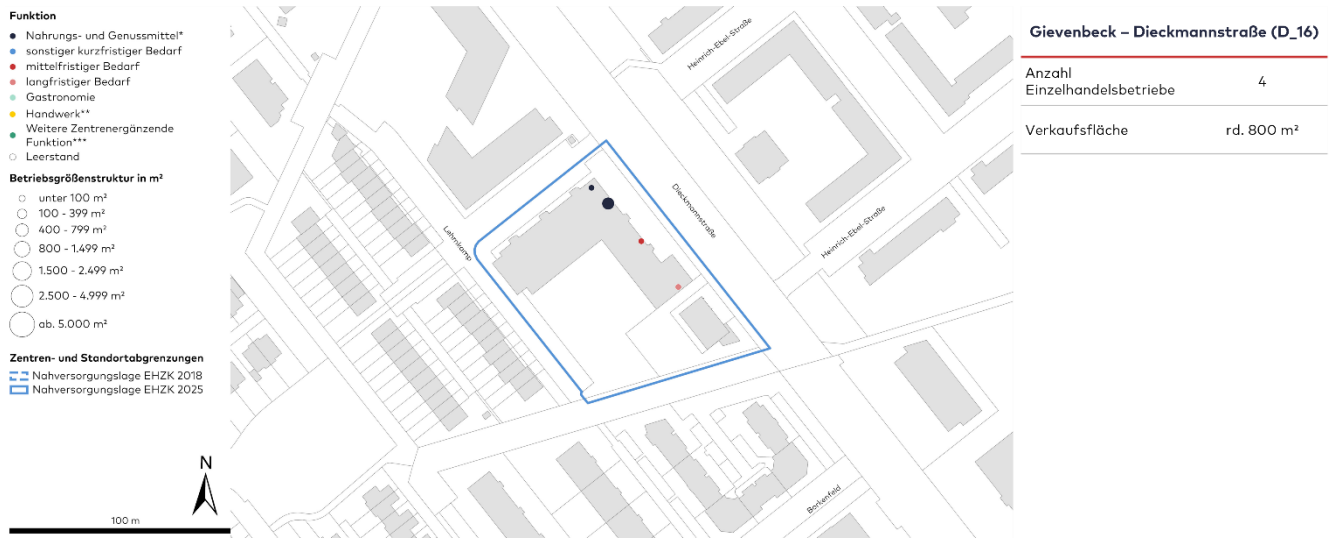 Funktion
Nahrungs- und Genussmittel*
sonstiger kurzfristiger Bedarf
mittelfristiger Bedarf
langfristiger Bedarf
Gastronomie
Handwerk**
Weitere Zentrenergänzende
Funktion***
Leerstand
Betriebsgrößenstruktur in m²
unter 100 m²
100 - 399 m²
400 - 799 m²
800 - 1.499 m²
1.500 - 2.499 m²
2.500 - 4.999 m²
ab. 5.000 m²
Zentren- und Standortabgrenzungen
Nahversorgungslage EHZK 2018
Nahversorgungslage EHZK 2025
N
100 m
Heinrich-Ebel-Straße
Dieckmannstraße
Lehmkamp
Heinrich-Ebel-Straße
Borkenfeld
Gievenbeck – Dieckmannstraße (D_16)
Anzahl
Einzelhandelsbetriebe 4
Verkaufsfläche rd. 800 m²